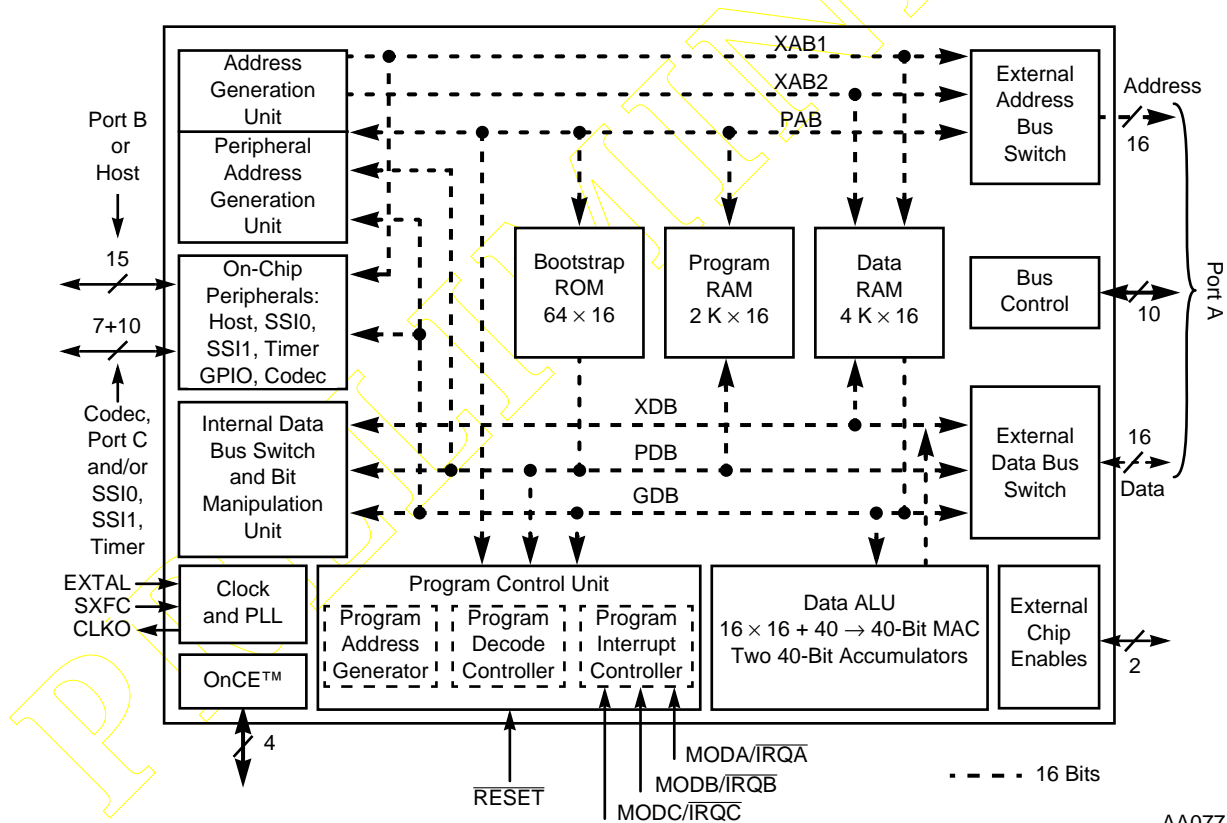 XAB1
XAB2
PAB
Address
Generation
Unit
Peripheral
Address
Generation
Unit
External
Address
Bus
Switch
Address
16
Port B
or
Host
15
7+10
On-Chip
Peripherals:
Host, SSI0,
SSI1, Timer
GPIO, Codec
Bootstrap
ROM
64 × 16
Program
RAM
2 K × 16
Data
RAM
4 K × 16
Bus
Control
10
Port A
Codec,
Port C
and/or
SSI0,
SSI1,
Timer
Internal Data
Bus Switch
and Bit
Manipulation
Unit
XDB
PDB
GDB
External
Data Bus
Switch
16
Data
EXTAL
SXFC
CLKO
Clock
and PLL
OnCE™
4
Program Control Unit
Program
Address
Generator
Program
Decode
Controller
Program
Interrupt
Controller
Data ALU
16 × 16 + 40 → 40-Bit MAC
Two 40-Bit Accumulators
External
Chip
Enables
2
MODA/IRQA
MODB/IRQB
MODC/IRQC
RESET
16 Bits
AA077
PRELIMINA